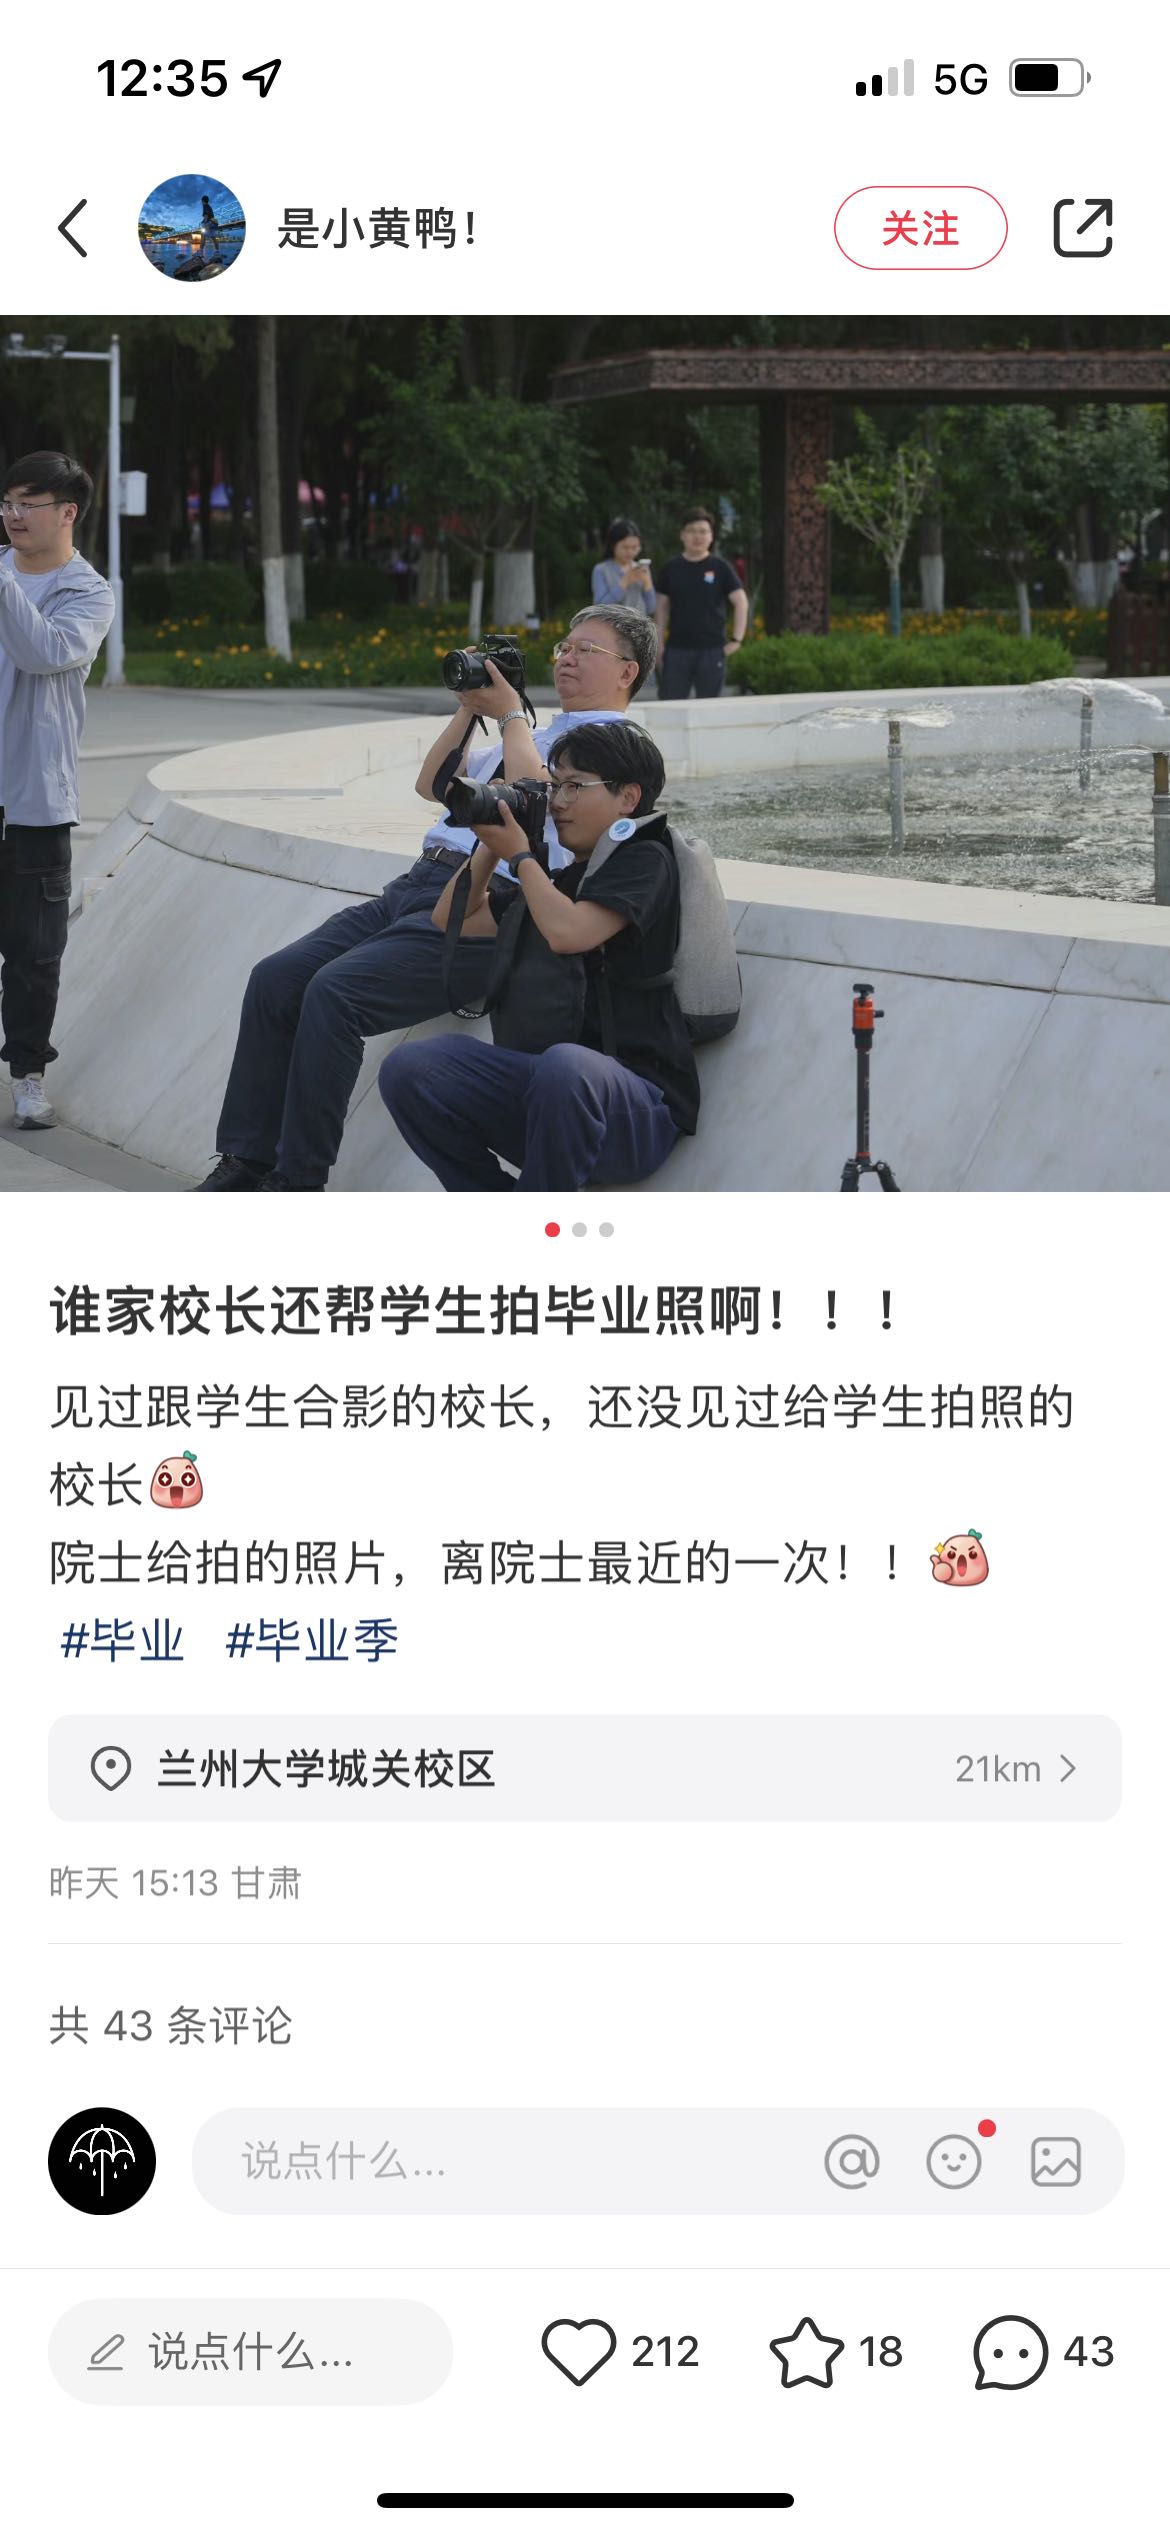 12:35
5G
是小黄鸭！
关注
SON
谁家校长还帮学生拍毕业照啊！！！
见过跟学生合影的校长，还没见过给学生拍照的
校长
院士给拍的照片，离院士最近的一次！！
#毕业 #毕业季
兰州大学城关校区
21km
昨天 15:13 甘肃
共 43 条评论
说点什么...
说点什么...
212
18
43